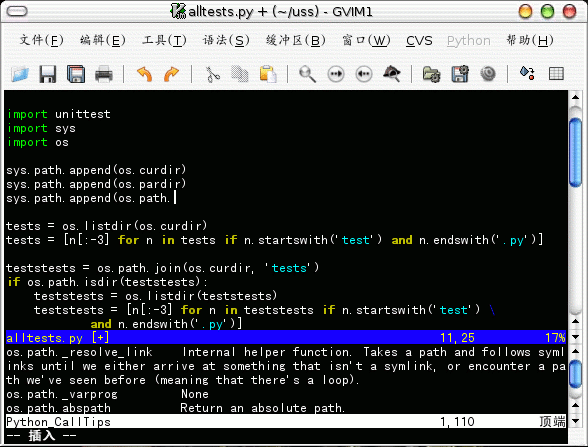 alltests.py + (~/uss) - GVIM1
文件(F) 编辑(E) 工具(T) 语法(S) 缓冲区(B) 窗口(W) CVS Python 帮助(H)
import unittest
import sys
import os
sys.path.append(os.curdir)
sys.path.append(os.pardir)
sys.path.append(os.path.
tests = os.listdir(os.curdir)
tests = [n[:-3] for n in tests if n.startswith('test') and n.endswith('.py')]
teststests = os.path.join(os.curdir, 'tests')
if os.path.isdir(teststests):
    teststests = os.listdir(teststests)
    teststests = [n[:-3] for n in teststests if n.startswith('test') \
            and n.endswith('.py')]
alltests.py [+] 11,25 17%
os.path._resolve_link    Internal helper function. Takes a path and follows syml
inks until we either arrive at something that isn't a symlink, or encounter a pa
th we've seen before (meaning that there's a loop).
os.path._varprog         None
os.path.abspath          Return an absolute path.
Python_CallTips 1,110 顶端
-- 插入 --